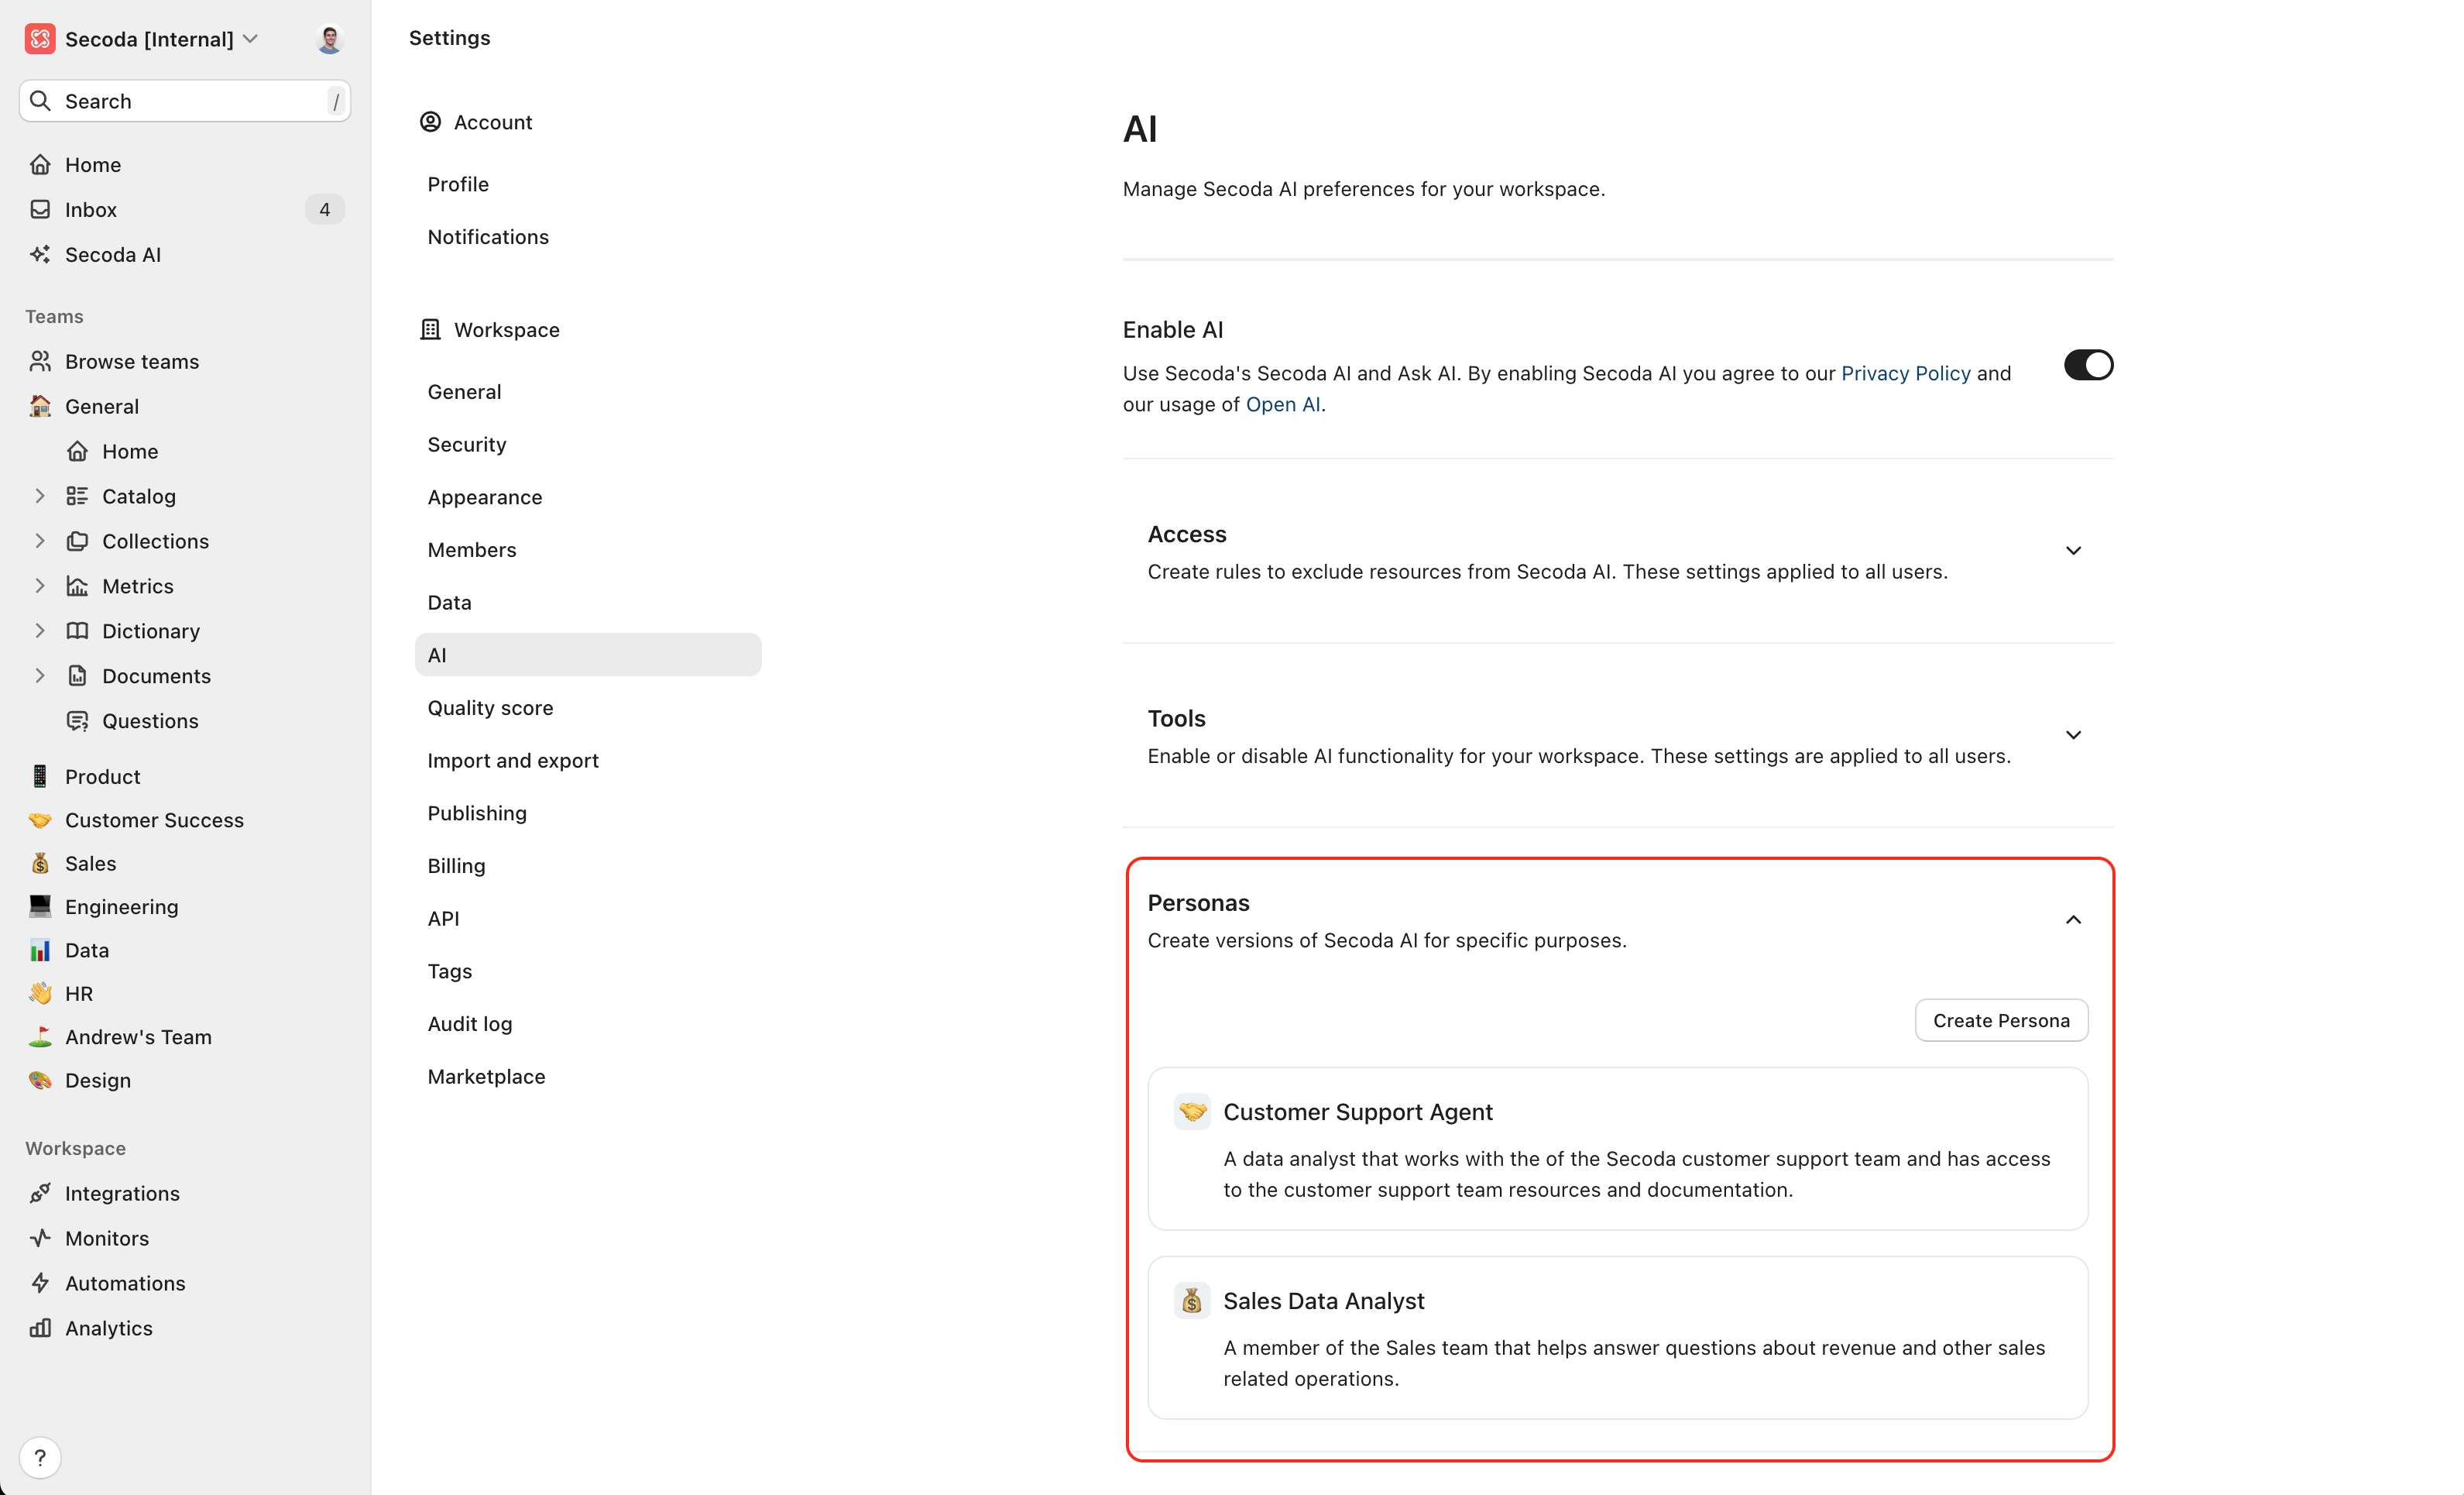 Secoda [Internal]
Search /
Home
Inbox 4
Secoda AI
Teams
Browse teams
General
Home
Catalog
Collections
Metrics
Dictionary
Documents
Questions
Product
Customer Success
Sales
Engineering
Data
HR
Andrew's Team
Design
Workspace
Integrations
Monitors
Automations
Analytics
?
Settings
Account
Profile
Notifications
Workspace
General
Security
Appearance
Members
Data
AI
Quality score
Import and export
Publishing
Billing
API
Tags
Audit log
Marketplace
AI
Manage Secoda AI preferences for your workspace.
Enable AI
Use Secoda's Secoda AI and Ask AI. By enabling Secoda AI you agree to our Privacy Policy and
our usage of Open AI.
Access
Create rules to exclude resources from Secoda AI. These settings applied to all users.
Tools
Enable or disable AI functionality for your workspace. These settings are applied to all users.
Personas
Create versions of Secoda AI for specific purposes.
Create Persona
Customer Support Agent
A data analyst that works with the of the Secoda customer support team and has access
to the customer support team resources and documentation.
Sales Data Analyst
A member of the Sales team that helps answer questions about revenue and other sales
related operations.